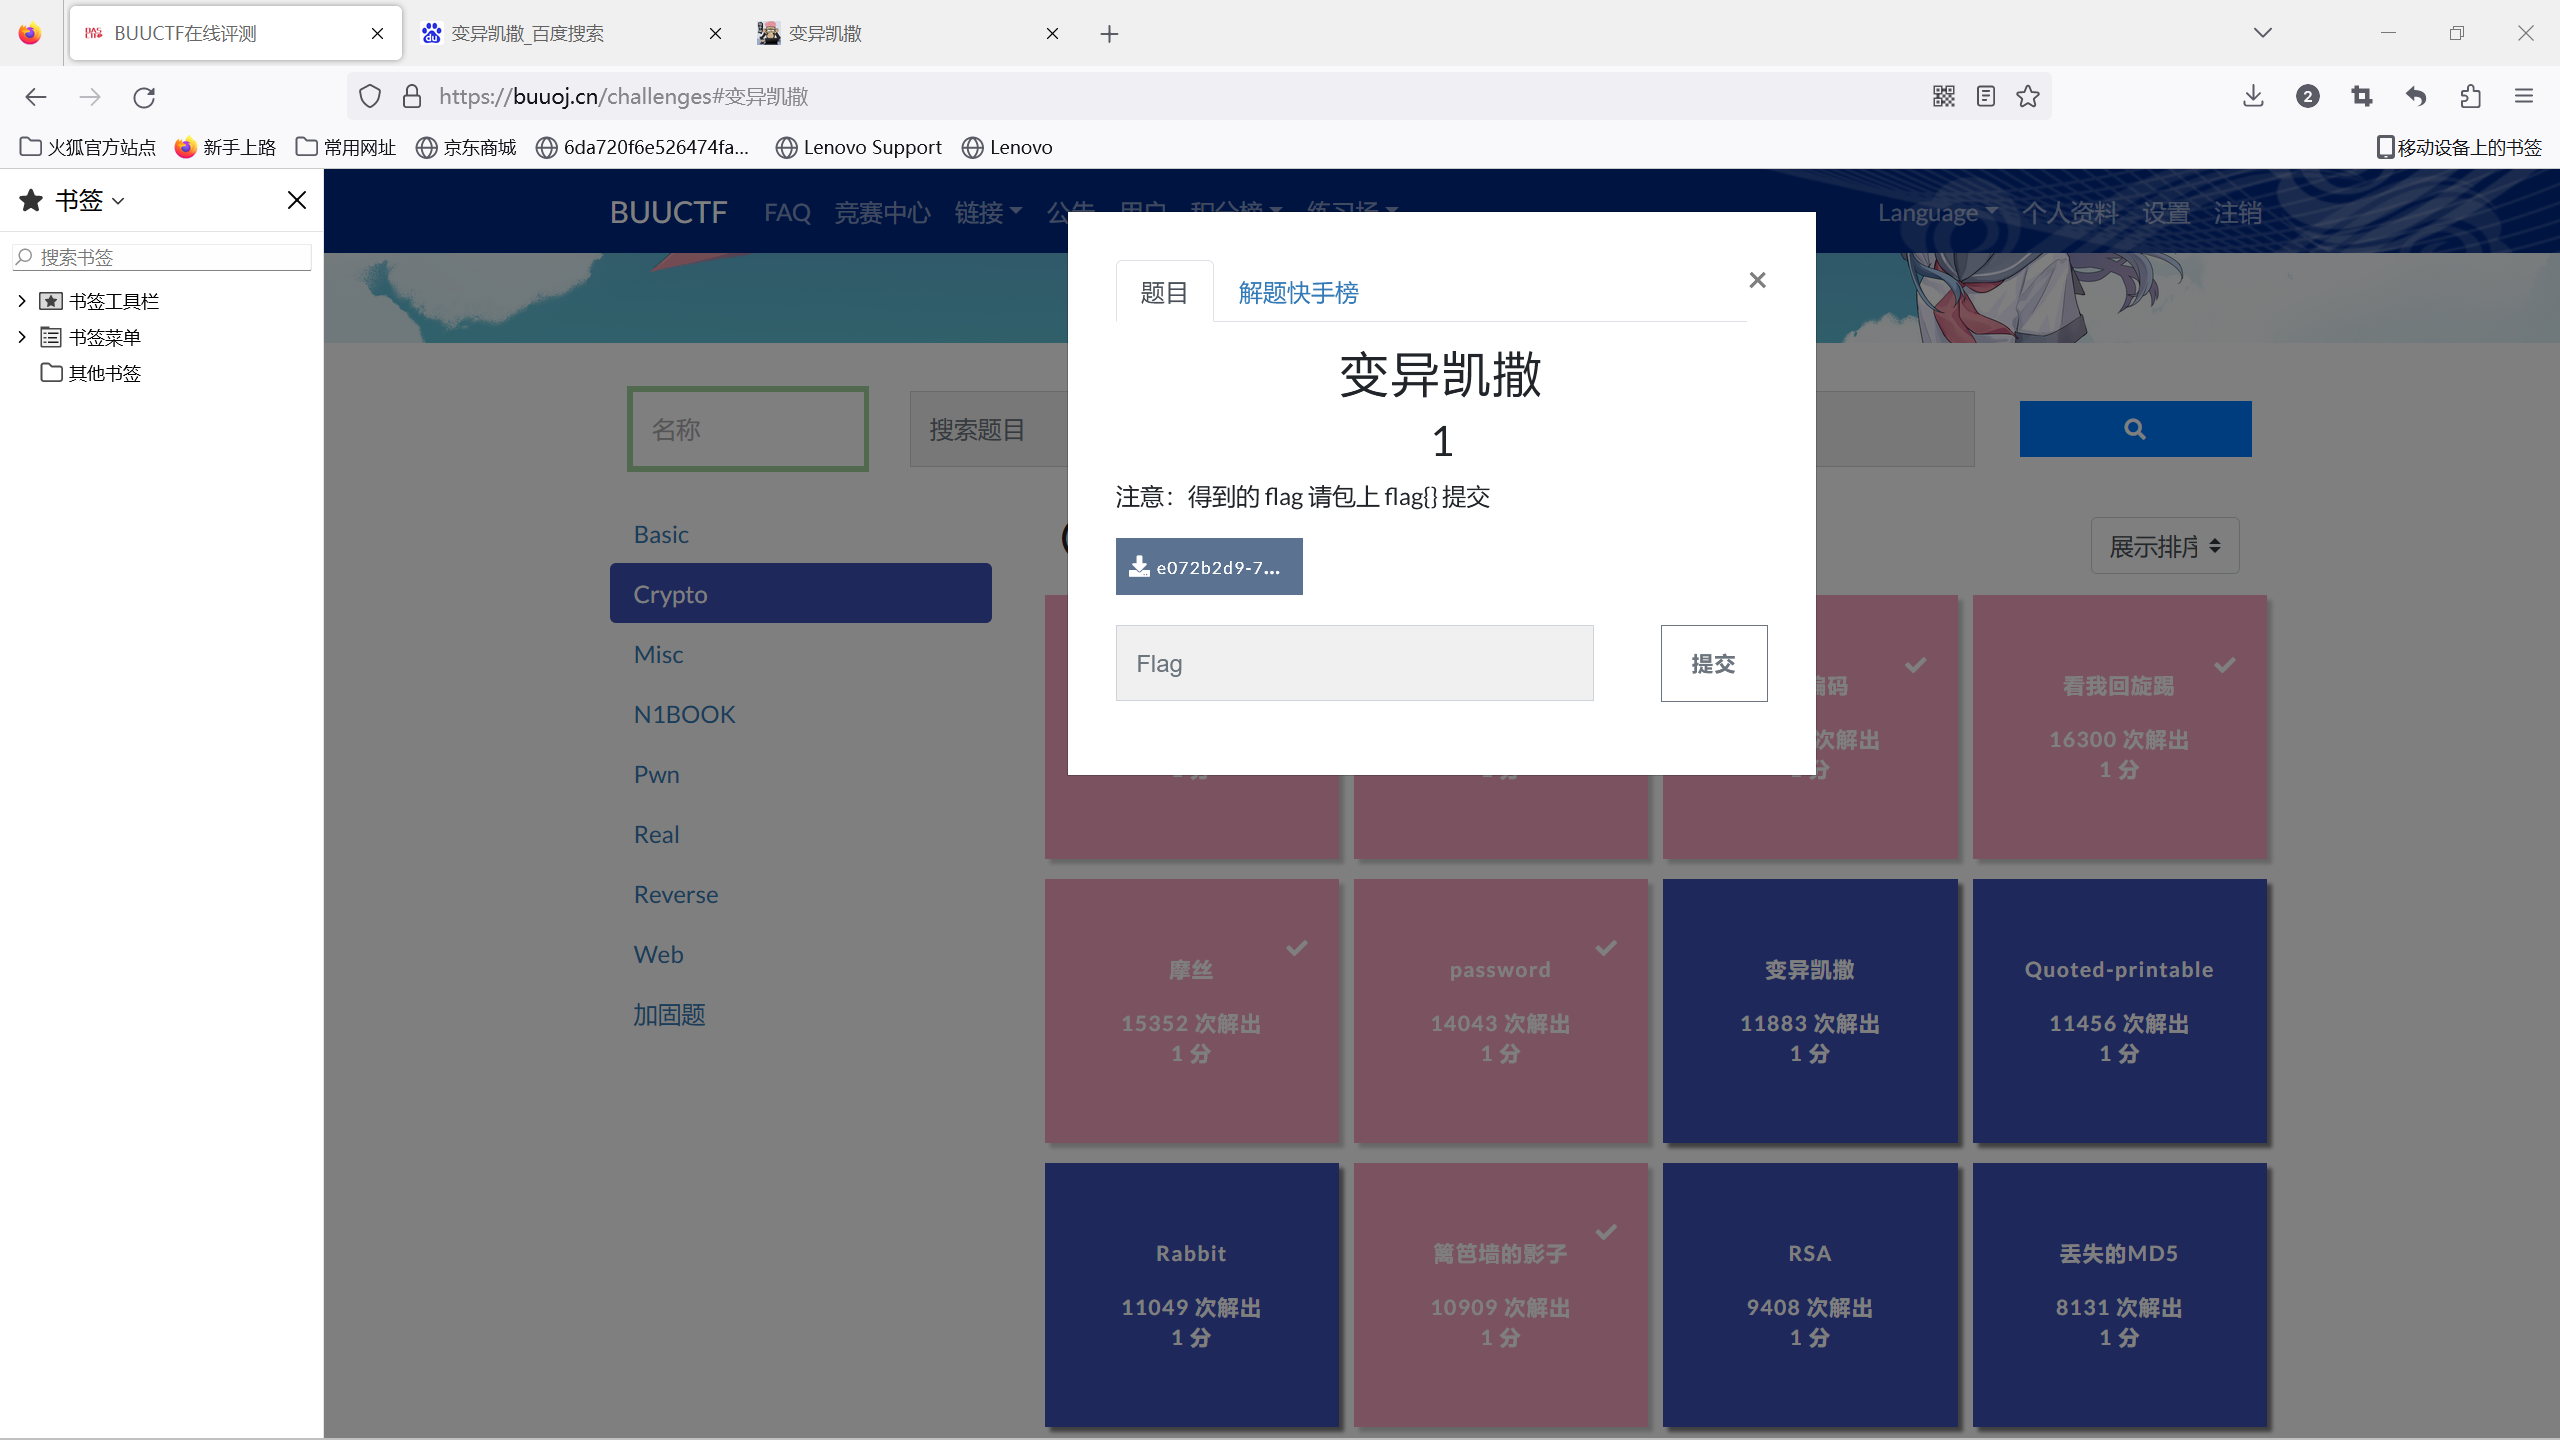 BUUCTF在线评测
变异凯撒_百度搜索
变异凯撒
https://buuoj.cn/challenges#变异凯撒
2
火狐官方站点
新手上路
常用网址
京东商城
6da720f6e526474fa...
Lenovo Support
Lenovo
移动设备上的书签
书签
搜索书签
书签工具栏
书签菜单
其他书签
BUUCTF
FAQ
竞赛中心
链接
公告
用户
积分榜
练习场
Language
个人资料
设置
注销
题目
解题快手榜
×
变异凯撒
1
注意：得到的 flag 请包上 flag{} 提交
e072b2d9-7...
Flag
提交
名称
搜索题目
展示排序
Basic
Crypto
Misc
N1BOOK
Pwn
Real
Reverse
Web
加固题
编码
次解出
分
看我回旋踢
16300 次解出
1 分
摩丝
15352 次解出
1 分
password
14043 次解出
1 分
变异凯撒
11883 次解出
1 分
Quoted-printable
11456 次解出
1 分
Rabbit
11049 次解出
1 分
篱笆墙的影子
10909 次解出
1 分
RSA
9408 次解出
1 分
丢失的MD5
8131 次解出
1 分